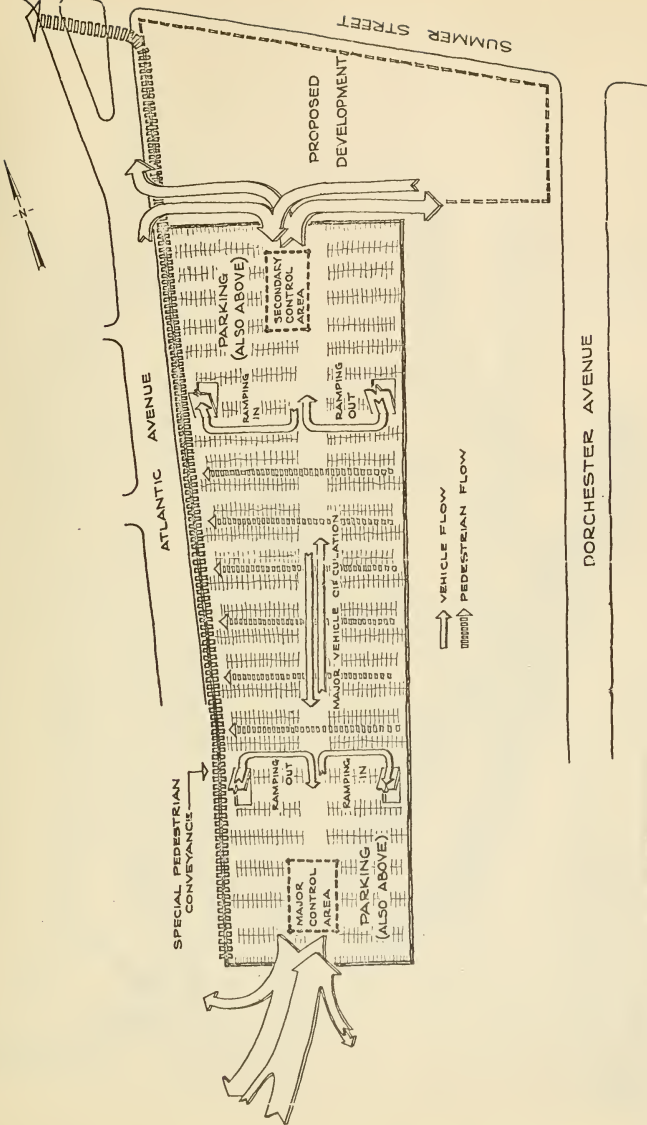 SUMMER STREET
PROPOSED
DEVELOPMENT
N
ATLANTIC AVENUE
PARKING
(ALSO ABOVE)
SECONDARY
CONTROL
AREA
RAMPING
IN
RAMPING
OUT
MAJOR VEHICLE CIRCULATION
VEHICLE FLOW
PEDESTRIAN FLOW
DORCHESTER AVENUE
SPECIAL PEDESTRIAN
CONVEYANCE
RAMPING
OUT
RAMPING
IN
MAJOR
CONTROL
AREA
PARKING
(ALSO ABOVE)